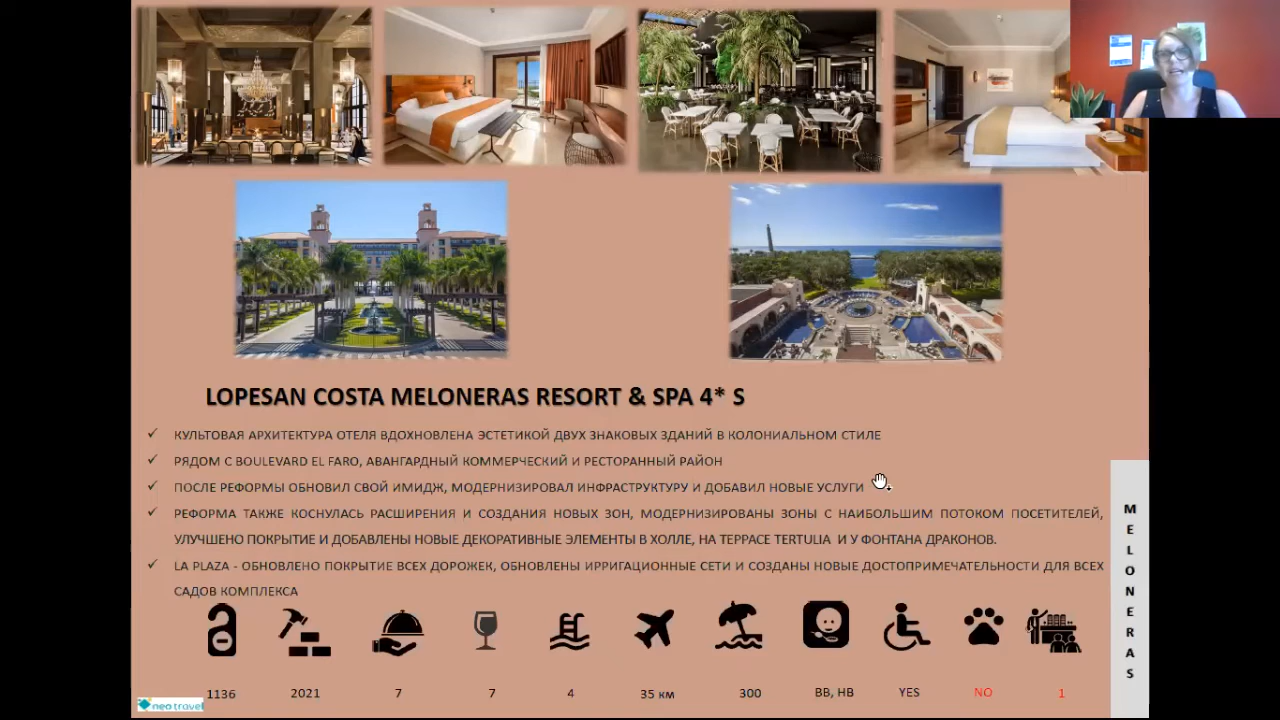 LOPESAN COSTA MELONERAS RESORT & SPA 4* S
✓ КУЛЬТОВАЯ АРХИТЕКТУРА ОТЕЛЯ ВДОХНОВЛЕНА ЭСТЕТИКОЙ ДВУХ ЗНАКОВЫХ ЗДАНИЙ В КОЛОНИАЛЬНОМ СТИЛЕ
✓ РЯДОМ С BOULEVARD EL FARO, АВАНГАРДНЫЙ КОММЕРЧЕСКИЙ И РЕСТОРАННЫЙ РАЙОН
✓ ПОСЛЕ РЕФОРМЫ ОБНОВИЛ СВОЙ ИМИДЖ, МОДЕРНИЗИРОВАЛ ИНФРАСТРУКТУРУ И ДОБАВИЛ НОВЫЕ УСЛУГИ
✓ РЕФОРМА ТАКЖЕ КОСНУЛАСЬ РАСШИРЕНИЯ И СОЗДАНИЯ НОВЫХ ЗОН, МОДЕРНИЗИРОВАНЫ ЗОНЫ С НАИБОЛЬШИМ ПОТОКОМ ПОСЕТИТЕЛЕЙ,
УЛУЧШЕНО ПОКРЫТИЕ И ДОБАВЛЕНЫ НОВЫЕ ДЕКОРАТИВНЫЕ ЭЛЕМЕНТЫ В ХОЛЛЕ, НА ТЕРРАСЕ TERTULIA И У ФОНТАНА ДРАКОНОВ.
✓ LA PLAZA - ОБНОВЛЕНО ПОКРЫТИЕ ВСЕХ ДОРОЖЕК, ОБНОВЛЕНЫ ИРРИГАЦИОННЫЕ СЕТИ И СОЗДАНЫ НОВЫЕ ДОСТОПРИМЕЧАТЕЛЬНОСТИ ДЛЯ ВСЕХ
САДОВ КОМПЛЕКСА
1136 2021 7 7 4 35 км 300 BB, HB YES NO 1
neo travel
MELONERAS